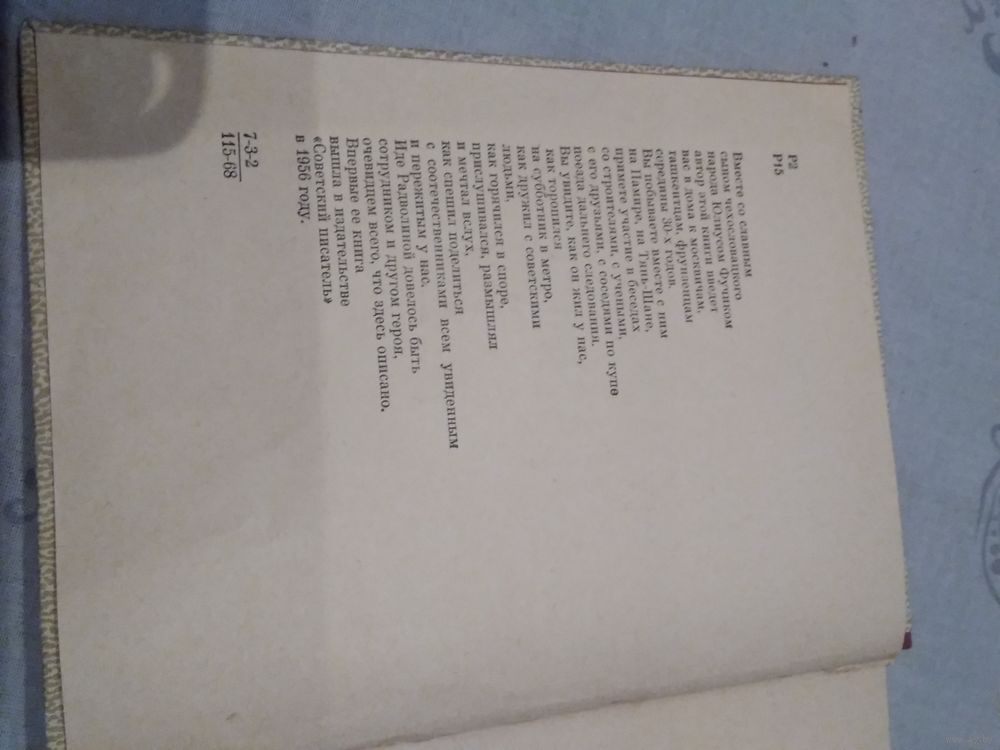 Р2
Р15
Вместе со славным
сыном чехословацкого
народа Юлиусом Фучиком
автор этой книги введет
вас в дома к москвичам,
ташкентцам, фрунзенцам
середины 30-х годов.
Вы побываете вместе с ним
на Памире, на Тянь-Шане,
примете участие в беседах
со строителями, с учеными,
с его друзьями, с соседями по купе
поезда дальнего следования.
Вы увидите, как он жил у нас,
как торопился
на субботник в метро,
как дружил с советскими
людьми,
как горячился в споре,
прислушивался, размышлял
и мечтал вслух,
как спешил поделиться
с соотечественниками всем увиденным
и пережитым у нас.
Иде Радволиной довелось быть
сотрудником и другом героя,
очевидцем всего, что здесь описано.
Впервые ее книга
вышла в издательстве
«Советский писатель»
в 1956 году.
7-3-2
115-68